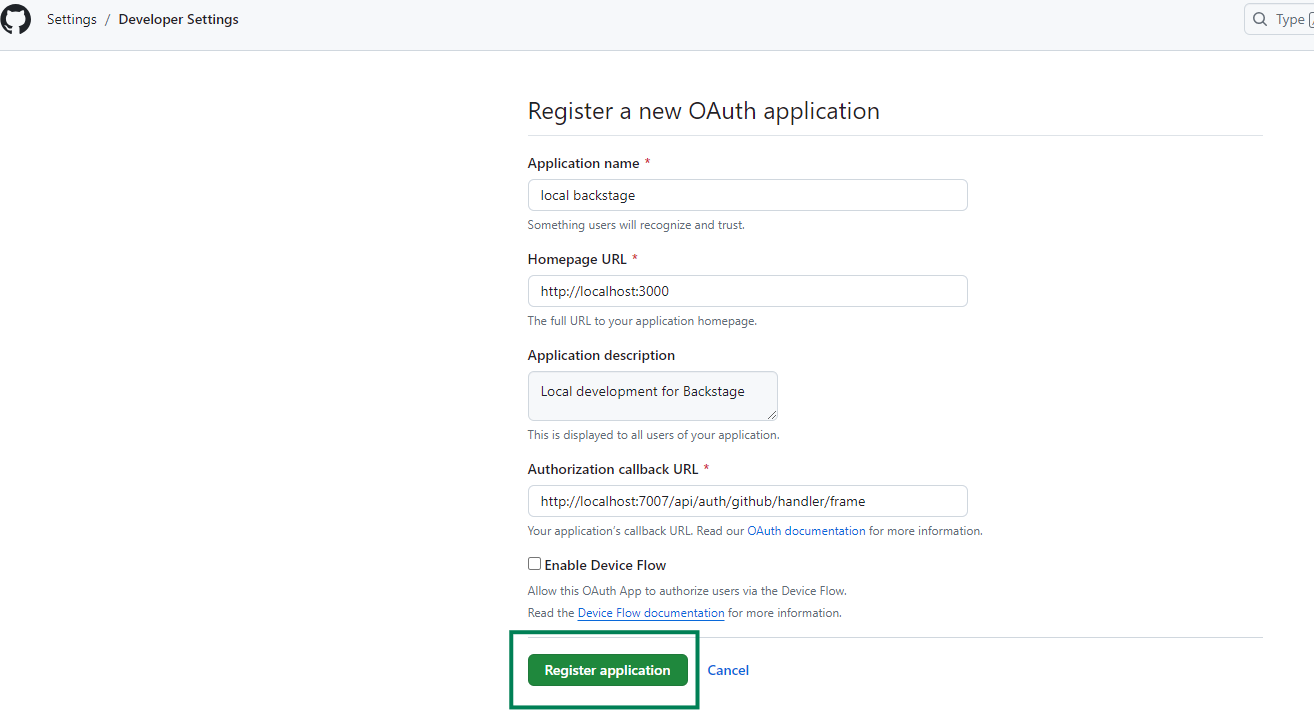 Settings / Developer Settings
Type
Register a new OAuth application
Application name *
local backstage
Something users will recognize and trust.
Homepage URL *
http://localhost:3000
The full URL to your application homepage.
Application description
Local development for Backstage
This is displayed to all users of your application.
Authorization callback URL *
http://localhost:7007/api/auth/github/handler/frame
Your application’s callback URL. Read our OAuth documentation for more information.
Enable Device Flow
Allow this OAuth App to authorize users via the Device Flow.
Read the Device Flow documentation for more information.
Register application Cancel